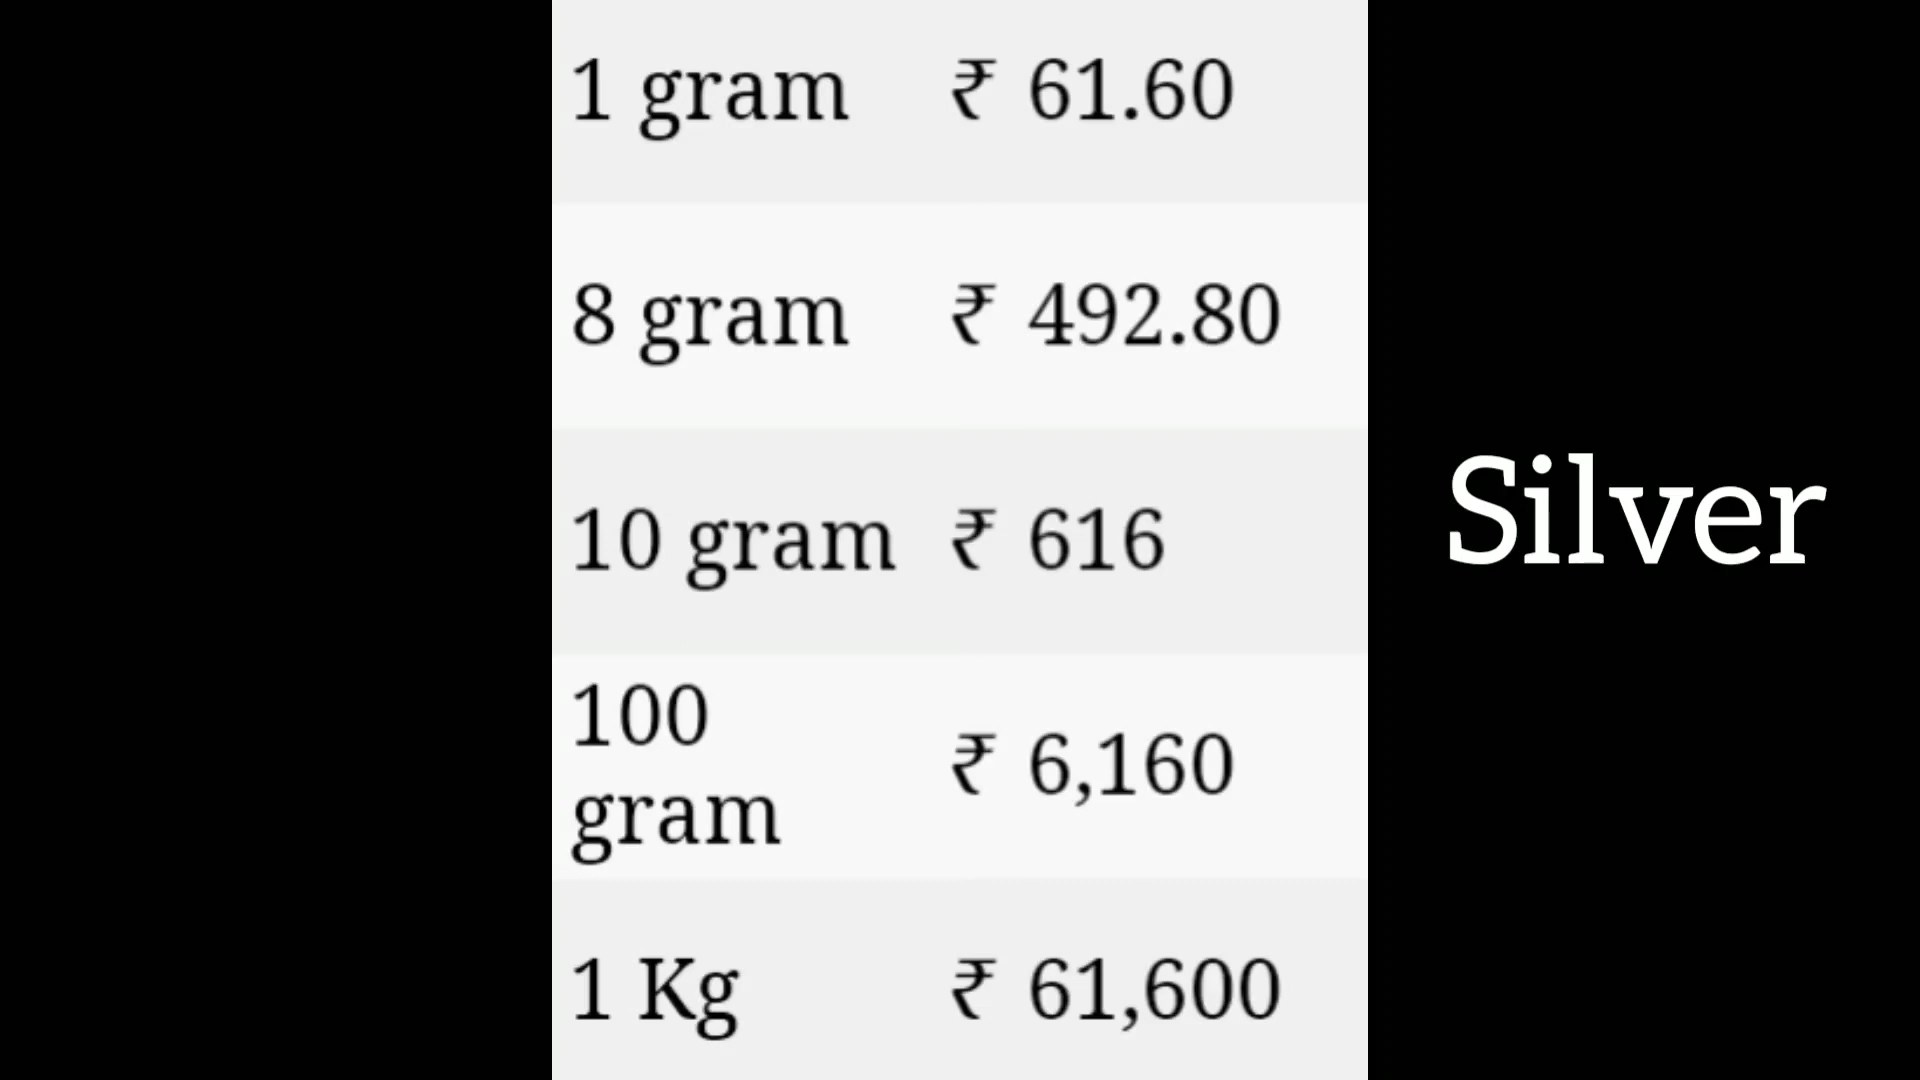 1 gram ₹ 61.60
8 gram ₹ 492.80
10 gram ₹ 616
100
gram ₹ 6,160
1 Kg ₹ 61,600
Silver